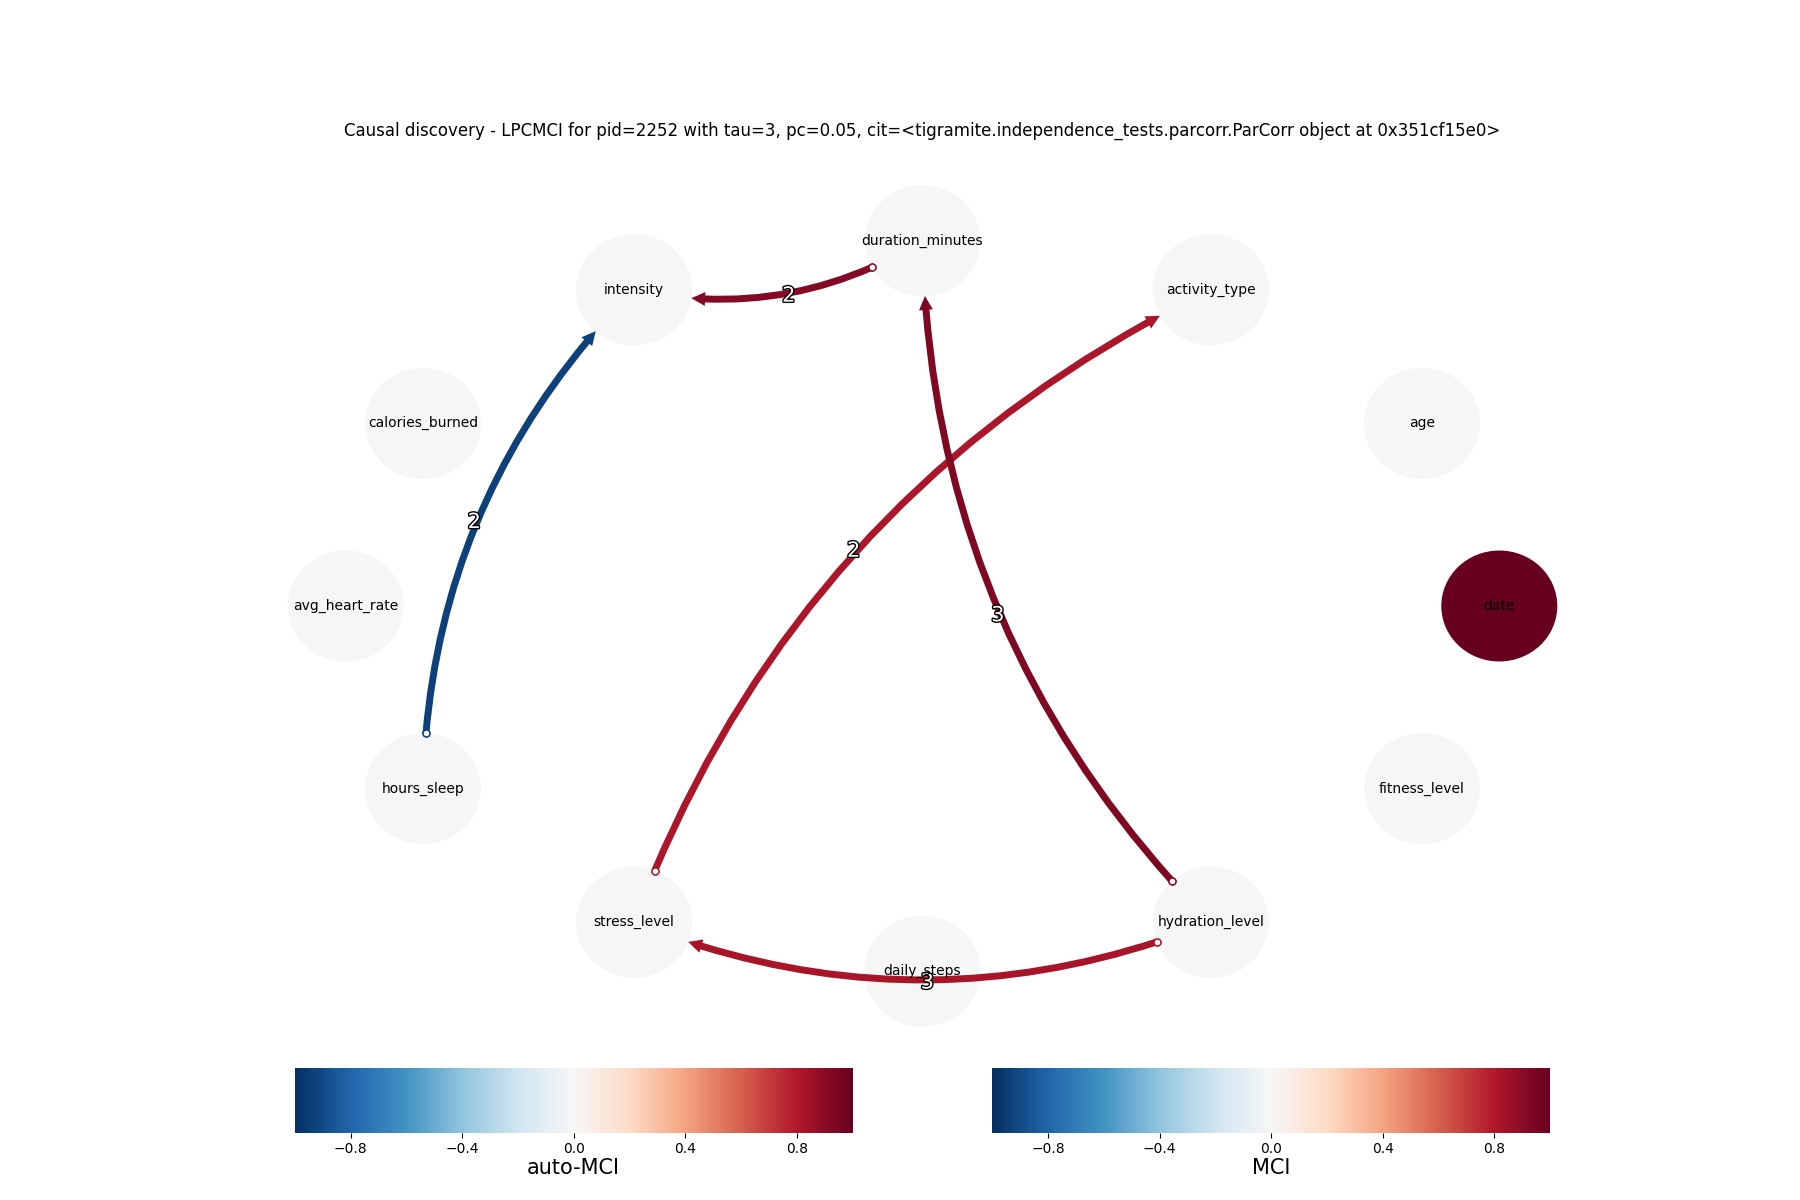 Causal discovery - LPCMCI for pid=2252 with tau=3, pc=0.05, cit=<tigramite.independence_tests.parcorr.ParCorr object at 0x351cf15e0>
duration_minutes
intensity
activity_type
2
calories_burned
age
2
2
avg_heart_rate
date
3
hours_sleep
fitness_level
stress_level
hydration_level
daily_steps
3
−0.8 −0.4 0.0 0.4 0.8
auto-MCI
−0.8 −0.4 0.0 0.4 0.8
MCI